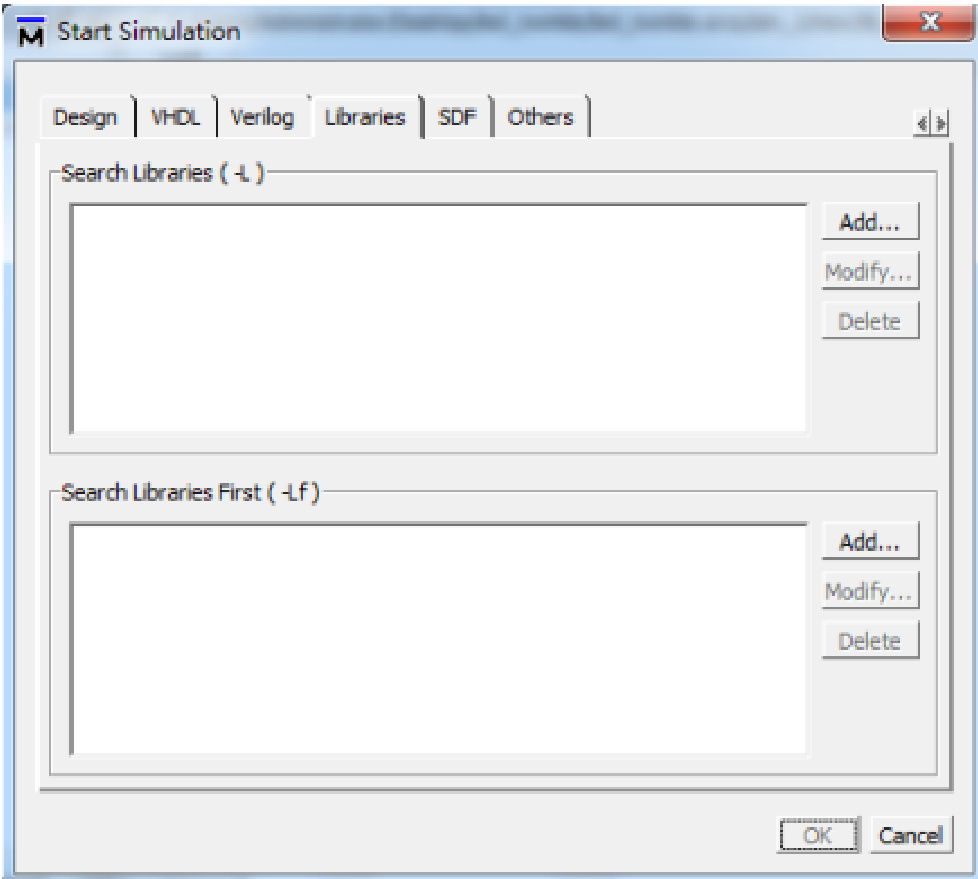 Start Simulation
Design VHDL Verilog Libraries SDF Others
Search Libraries ( -L )
Add...
Modify...
Delete
Search Libraries First ( -Lf )
Add...
Modify...
Delete
OK Cancel